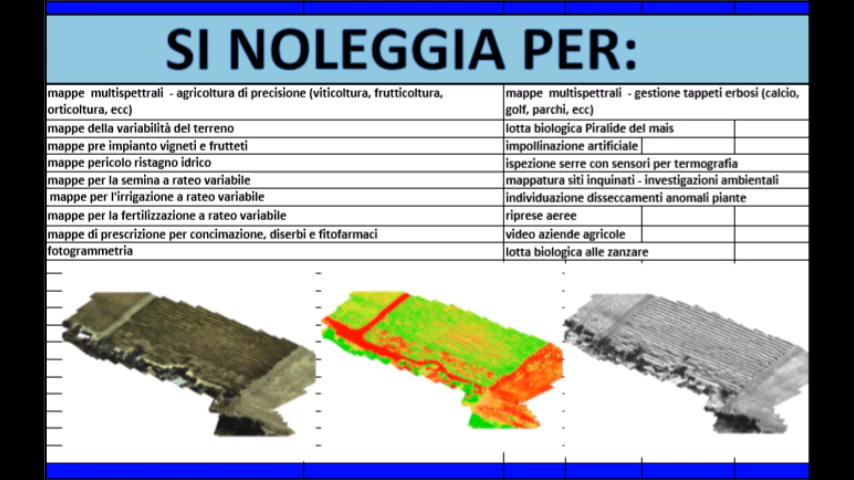 SI NOLEGGIA PER:
mappe multispettrali - agricoltura di precisione (viticoltura, frutticoltura,
orticoltura, ecc)
mappe multispettrali - gestione tappeti erbosi (calcio,
golf, parchi, ecc)
mappe della variabilità del terreno
lotta biologica Piralide del mais
mappe pre impianto vigneti e frutteti
impollinazione artificiale
mappe pericolo ristagno idrico
ispezione serre con sensori per termografia
mappe per la semina a rateo variabile
mappatura siti inquinati - investigazioni ambientali
mappe per l'irrigazione a rateo variabile
individuazione disseccamenti anomali piante
mappe per la fertilizzazione a rateo variabile
riprese aeree
mappe di prescrizione per concimazione, diserbi e fitofarmaci
video aziende agricole
fotogrammetria
lotta biologica alle zanzare